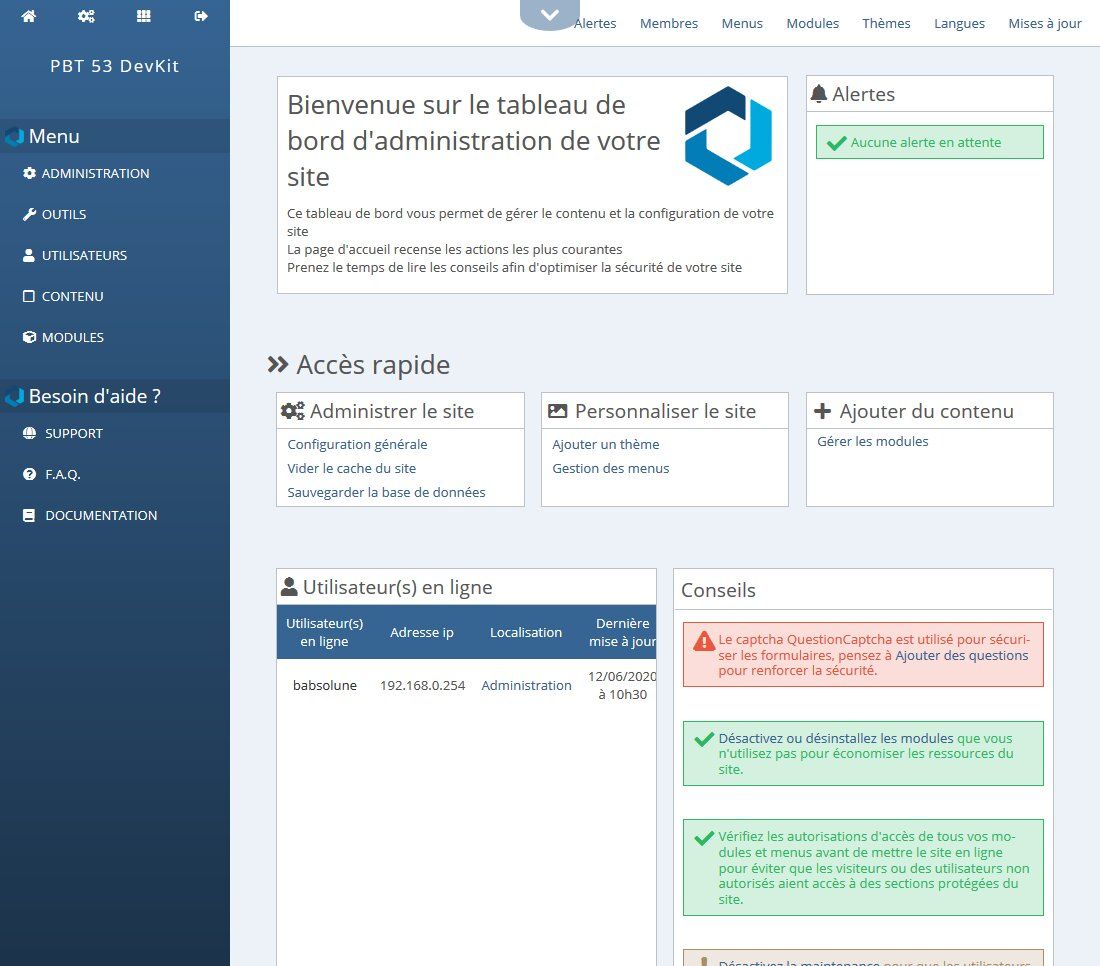 PBT 53 DevKit
Menu
ADMINISTRATION
OUTILS
UTILISATEURS
CONTENU
MODULES
Besoin d'aide ?
SUPPORT
F.A.Q.
DOCUMENTATION
Alertes Membres Menus Modules Thèmes Langues Mises à jour
Bienvenue sur le tableau de
bord d'administration de votre
site
Ce tableau de bord vous permet de gérer le contenu et la configuration de votre
site
La page d'accueil recense les actions les plus courantes
Prenez le temps de lire les conseils afin d'optimiser la sécurité de votre site
Alertes
Aucune alerte en attente
Accès rapide
Administrer le site
Configuration générale
Vider le cache du site
Sauvegarder la base de données
Personnaliser le site
Ajouter un thème
Gestion des menus
Ajouter du contenu
Gérer les modules
Utilisateur(s) en ligne
Utilisateur(s)
en ligne
Adresse ip
Localisation
Dernière
mise à jour
babsolune
192.168.0.254
Administration
12/06/2020
à 10h30
Conseils
Le captcha QuestionCaptcha est utilisé pour sécuri-
ser les formulaires, pensez à Ajouter des questions
pour renforcer la sécurité.
Désactivez ou désinstallez les modules que vous
n'utilisez pas pour économiser les ressources du
site.
Vérifiez les autorisations d'accès de tous vos mo-
dules et menus avant de mettre le site en ligne
pour éviter que les visiteurs ou des utilisateurs non
autorisés aient accès à des sections protégées du
site.
Désactivez la maintenance pour que les utilisateurs